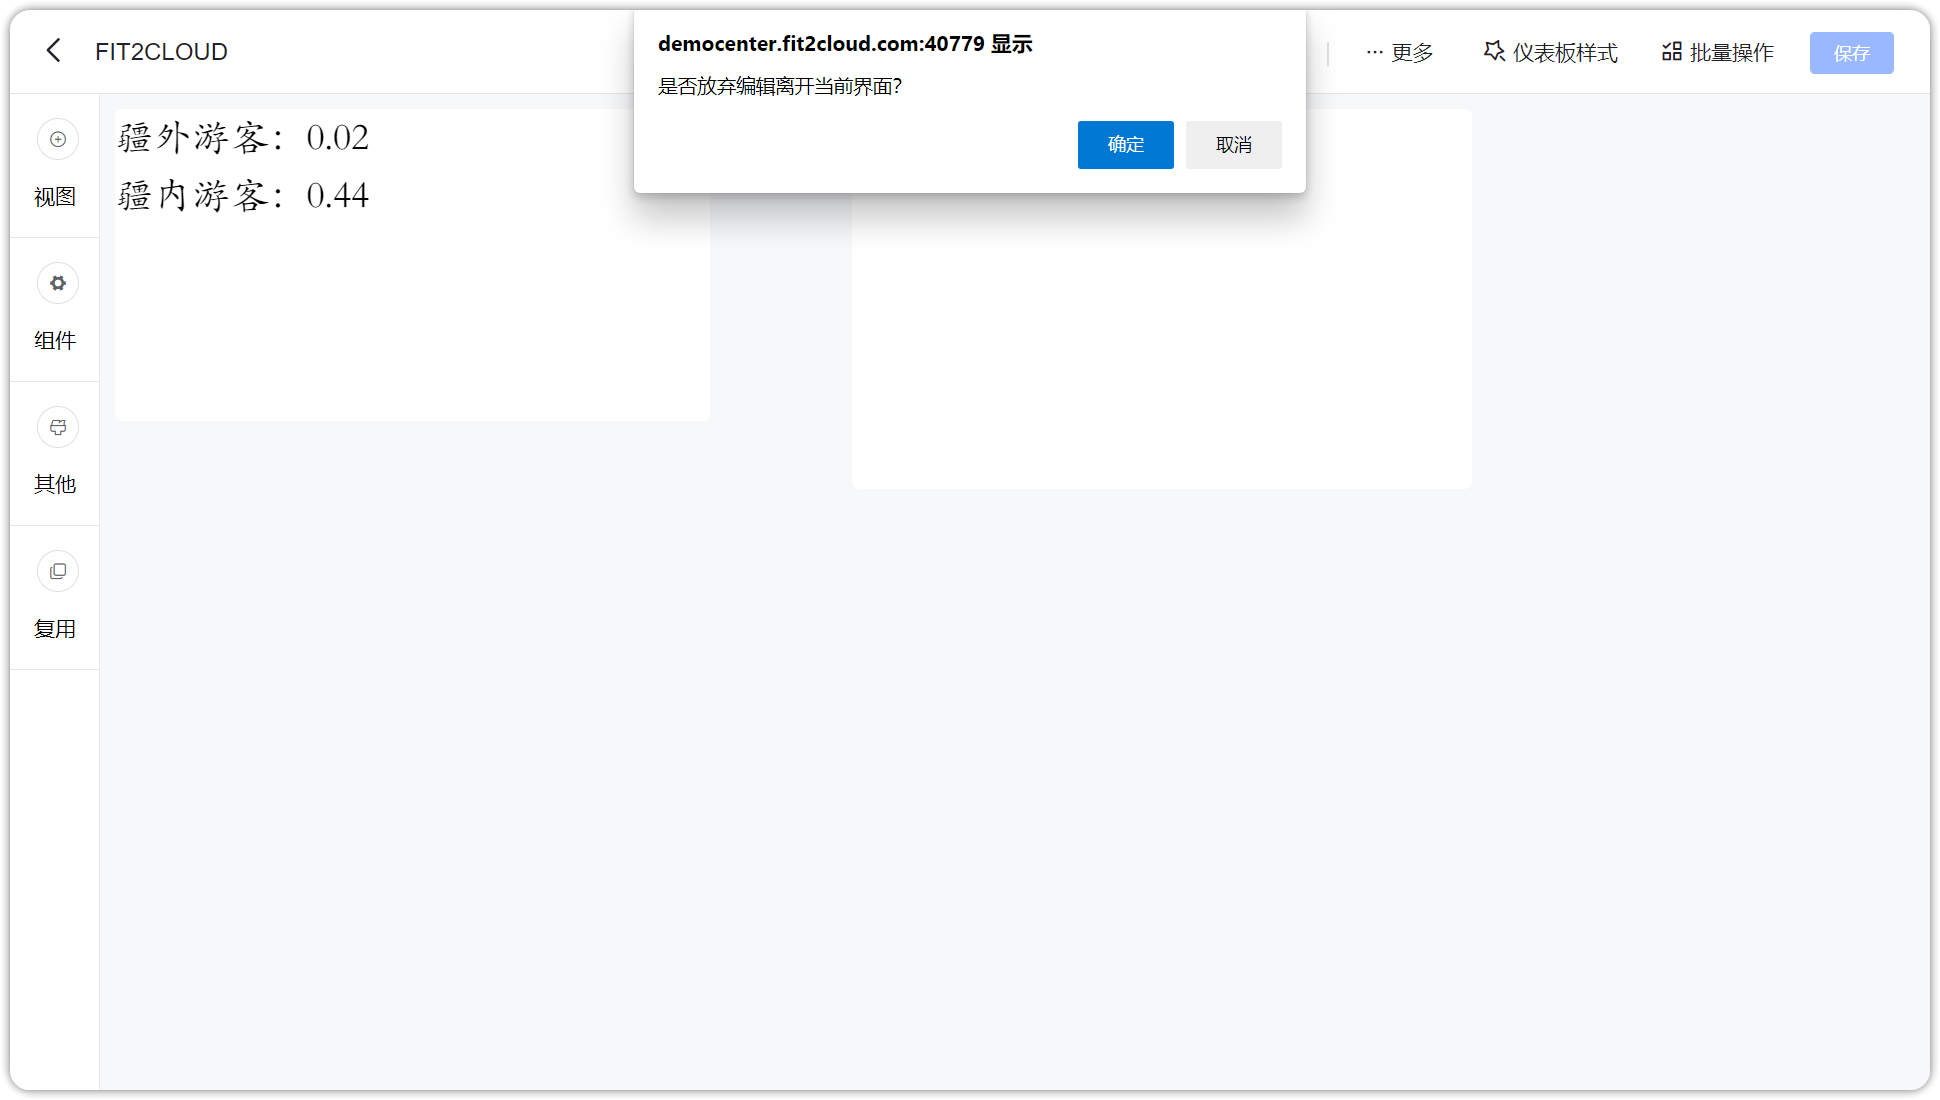 FIT2CLOUD
democenter.fit2cloud.com:40779 显示
是否放弃编辑离开当前界面?
确定
取消
更多
仪表板样式
批量操作
保存
视图
组件
其他
复用
疆外游客：0.02
疆内游客：0.44